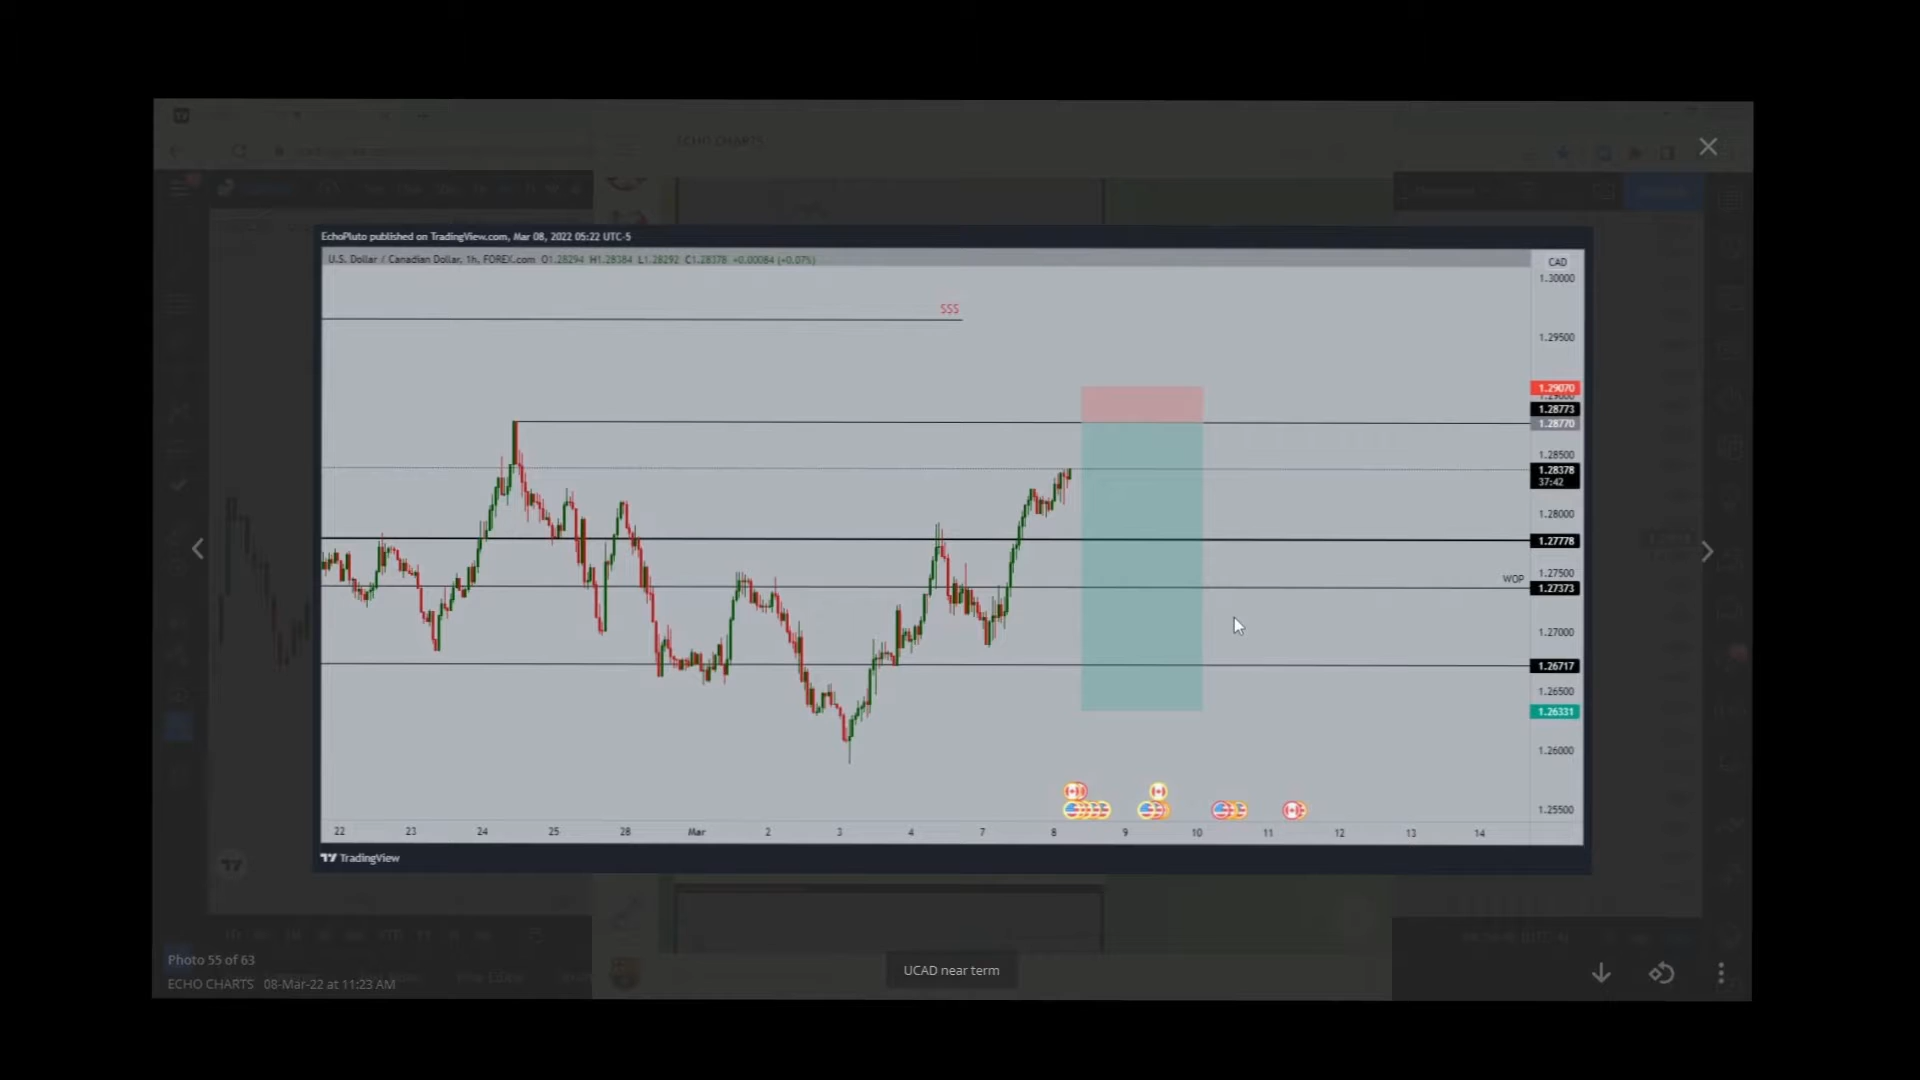 ECHO CHARTS
EchoPluto published on TradingView.com, Mar 08, 2022 05:22 UTC-5
U.S. Dollar / Canadian Dollar, 1h, FOREX.com O1.28294 H1.28384 L1.28292 C1.28378 +0.00084 (+0.07%)
CAD
1.30000
$$$
1.29500
1.29070
1.29000
1.28773
1.28770
1.28500
1.28378
37:42
1.28000
1.27778
1.27500
WOP
1.27373
1.27000
1.26717
1.26500
1.26331
1.26000
1.25500
22 23 24 25 28 Mar 2 3 4 7 8 9 10 11 12 13 14
TradingView
Photo 55 of 63
UCAD near term
ECHO CHARTS 08-Mar-22 at 11:23 AM